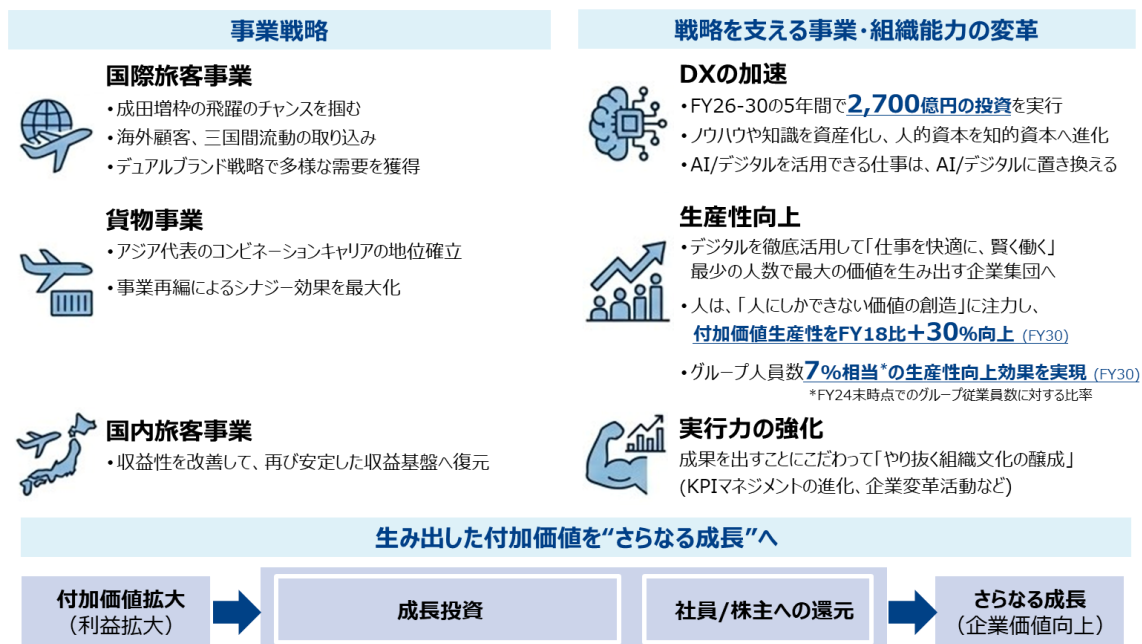 事業戦略
国際旅客事業
・成田増枠の飛躍のチャンスを掴む
・海外顧客、三国間流動の取り込み
・デュアルブランド戦略で多様な需要を獲得
貨物事業
・アジア代表のコンビネーションキャリアの地位確立
・事業再編によるシナジー効果を最大化
国内旅客事業
・収益性を改善して、再び安定した収益基盤へ復元
戦略を支える事業・組織能力の変革
DXの加速
・FY26-30の5年間で2,700億円の投資を実行
・ノウハウや知識を資産化し、人的資本を知的資本へ進化
・AI/デジタルを活用できる仕事は、AI/デジタルに置き換える
生産性向上
・デジタルを徹底活用して「仕事を快適に、賢く働く」
最少の人数で最大の価値を生み出す企業集団へ
・人は、「人にしかできない価値の創造」に注力し、
付加価値生産性をFY18比+30%向上 (FY30)
・グループ人員数7%相当*の生産性向上効果を実現 (FY30)
*FY24末時点でのグループ従業員数に対する比率
実行力の強化
成果を出すことにこだわって「やり抜く組織文化の醸成」
(KPIマネジメントの進化、企業変革活動など)
生み出した付加価値を“さらなる成長”へ
付加価値拡大
（利益拡大）
成長投資
社員/株主への還元
さらなる成長
（企業価値向上）